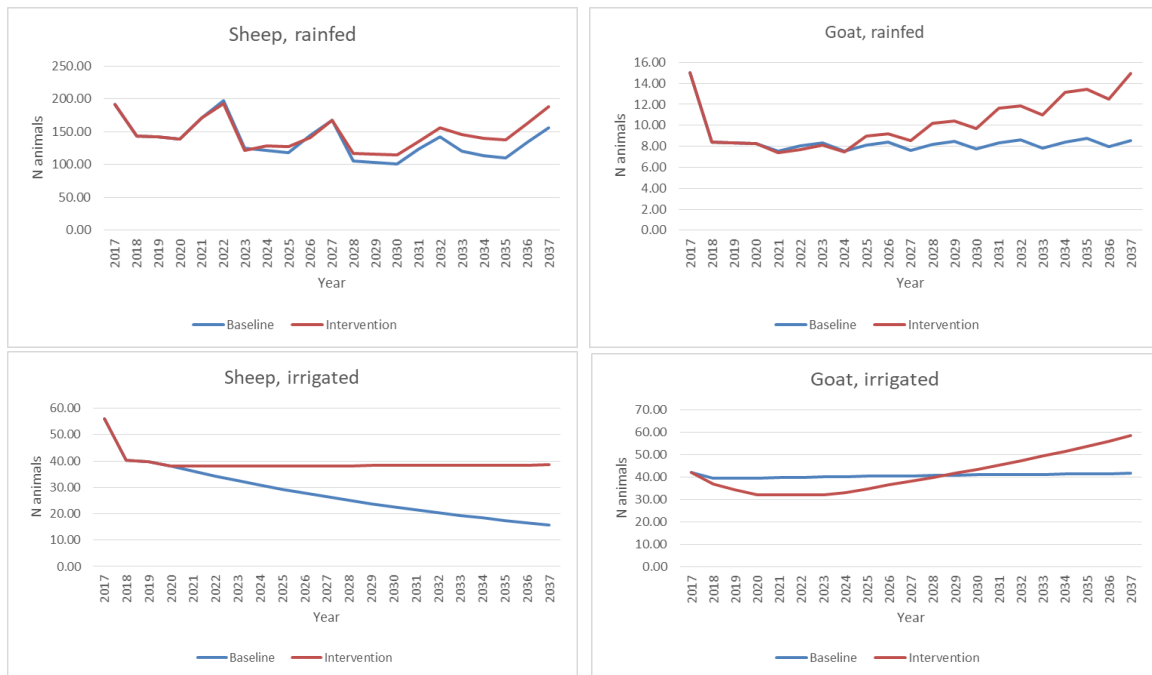 Sheep, rainfed
250.00
200.00
150.00
100.00
50.00
0.00
N animals
2017 2018 2019 2020 2021 2022 2023 2024 2025 2026 2027 2028 2029 2030 2031 2032 2033 2034 2035 2036 2037
Year
Baseline Intervention
Goat, rainfed
16.00
14.00
12.00
10.00
8.00
6.00
4.00
2.00
0.00
N animals
2017 2018 2019 2020 2021 2022 2023 2024 2025 2026 2027 2028 2029 2030 2031 2032 2033 2034 2035 2036 2037
Year
Baseline Intervention
Sheep, irrigated
60.00
50.00
40.00
30.00
20.00
10.00
0.00
N animals
2017 2018 2019 2020 2021 2022 2023 2024 2025 2026 2027 2028 2029 2030 2031 2032 2033 2034 2035 2036 2037
Year
Baseline Intervention
Goat, irrigated
70.00
60.00
50.00
40.00
30.00
20.00
10.00
0.00
N animals
2017 2018 2019 2020 2021 2022 2023 2024 2025 2026 2027 2028 2029 2030 2031 2032 2033 2034 2035 2036 2037
Year
Baseline Intervention